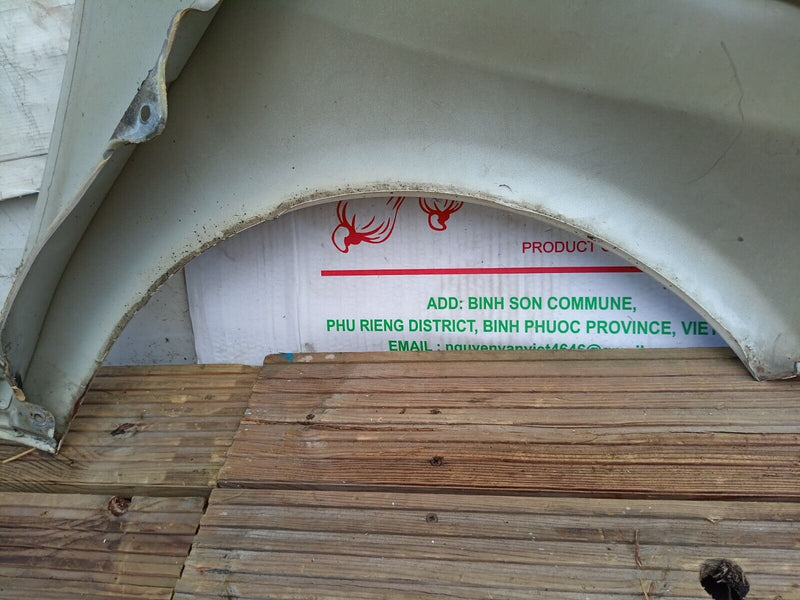 PRODUCT
ADD: BINH SON COMMUNE,
PHU RIENG DISTRICT, BINH PHUOC PROVINCE,
EMAIL :